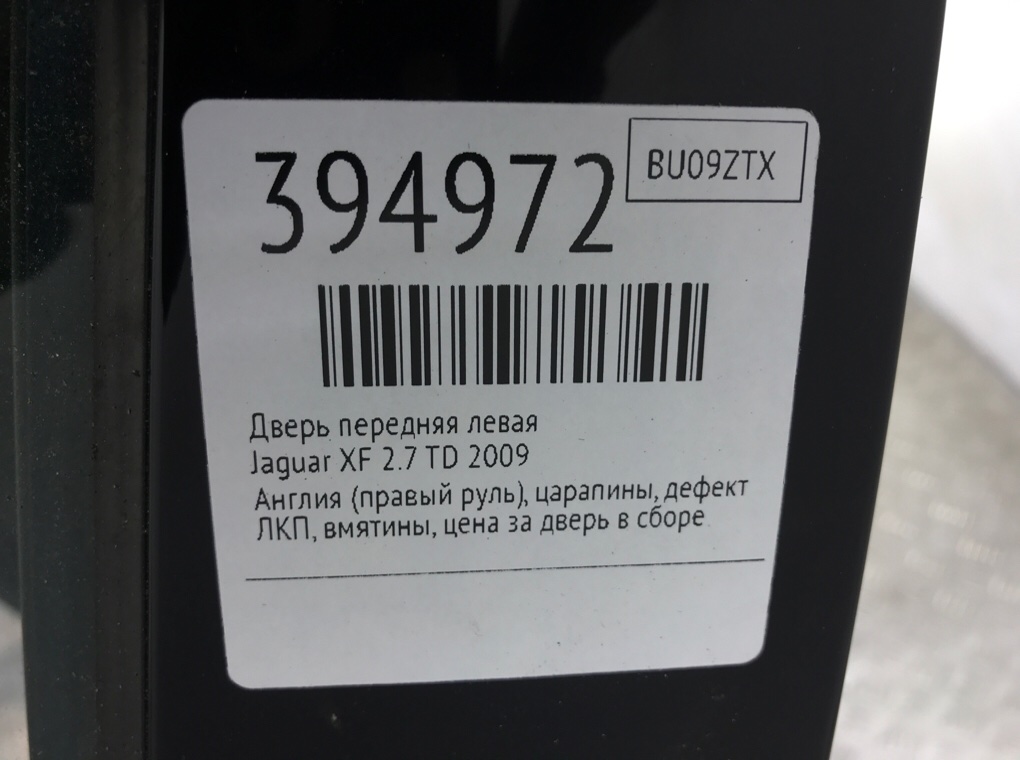 394972
BU09ZTX
Дверь передняя левая
Jaguar XF 2.7 TD 2009
Англия (правый руль), царапины, дефект
ЛКП, вмятины, цена за дверь в сборе